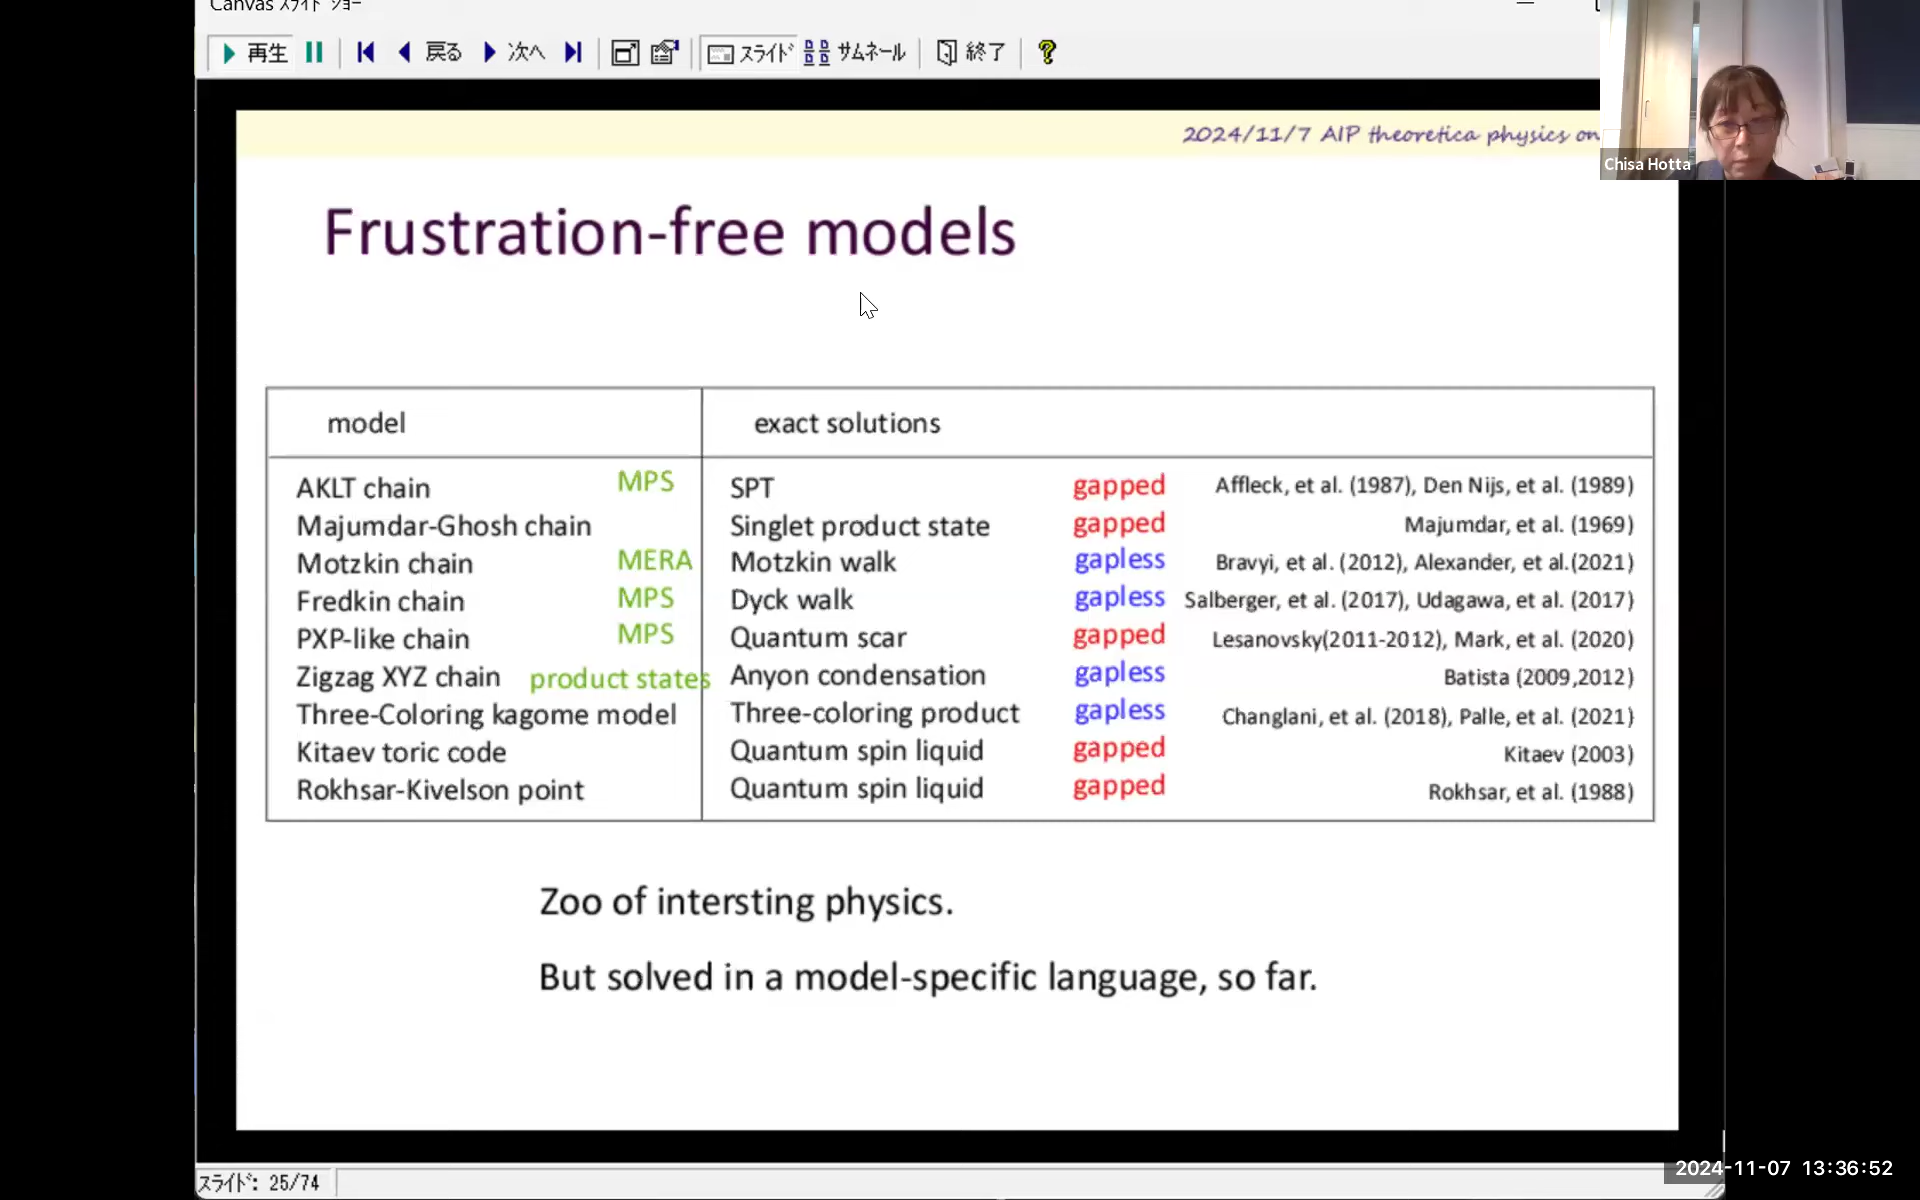 Canvas スライド ショー
再生 戻る 次へ スライド サムネール 終了 ?
2024/11/7 AIP theoretica physics on
Chisa Hotta
Frustration-free models
model exact solutions
AKLT chain MPS SPT gapped Affleck, et al. (1987), Den Nijs, et al. (1989)
Majumdar-Ghosh chain Singlet product state gapped Majumdar, et al. (1969)
Motzkin chain MERA Motzkin walk gapless Bravyi, et al. (2012), Alexander, et al.(2021)
Fredkin chain MPS Dyck walk gapless Salberger, et al. (2017), Udagawa, et al. (2017)
PXP-like chain MPS Quantum scar gapped Lesanovsky(2011-2012), Mark, et al. (2020)
Zigzag XYZ chain product states Anyon condensation gapless Batista (2009,2012)
Three-Coloring kagome model Three-coloring product gapless Changlani, et al. (2018), Palle, et al. (2021)
Kitaev toric code Quantum spin liquid gapped Kitaev (2003)
Rokhsar-Kivelson point Quantum spin liquid gapped Rokhsar, et al. (1988)
Zoo of intersting physics.
But solved in a model-specific language, so far.
スライド: 25/74
2024-11-07 13:36:52